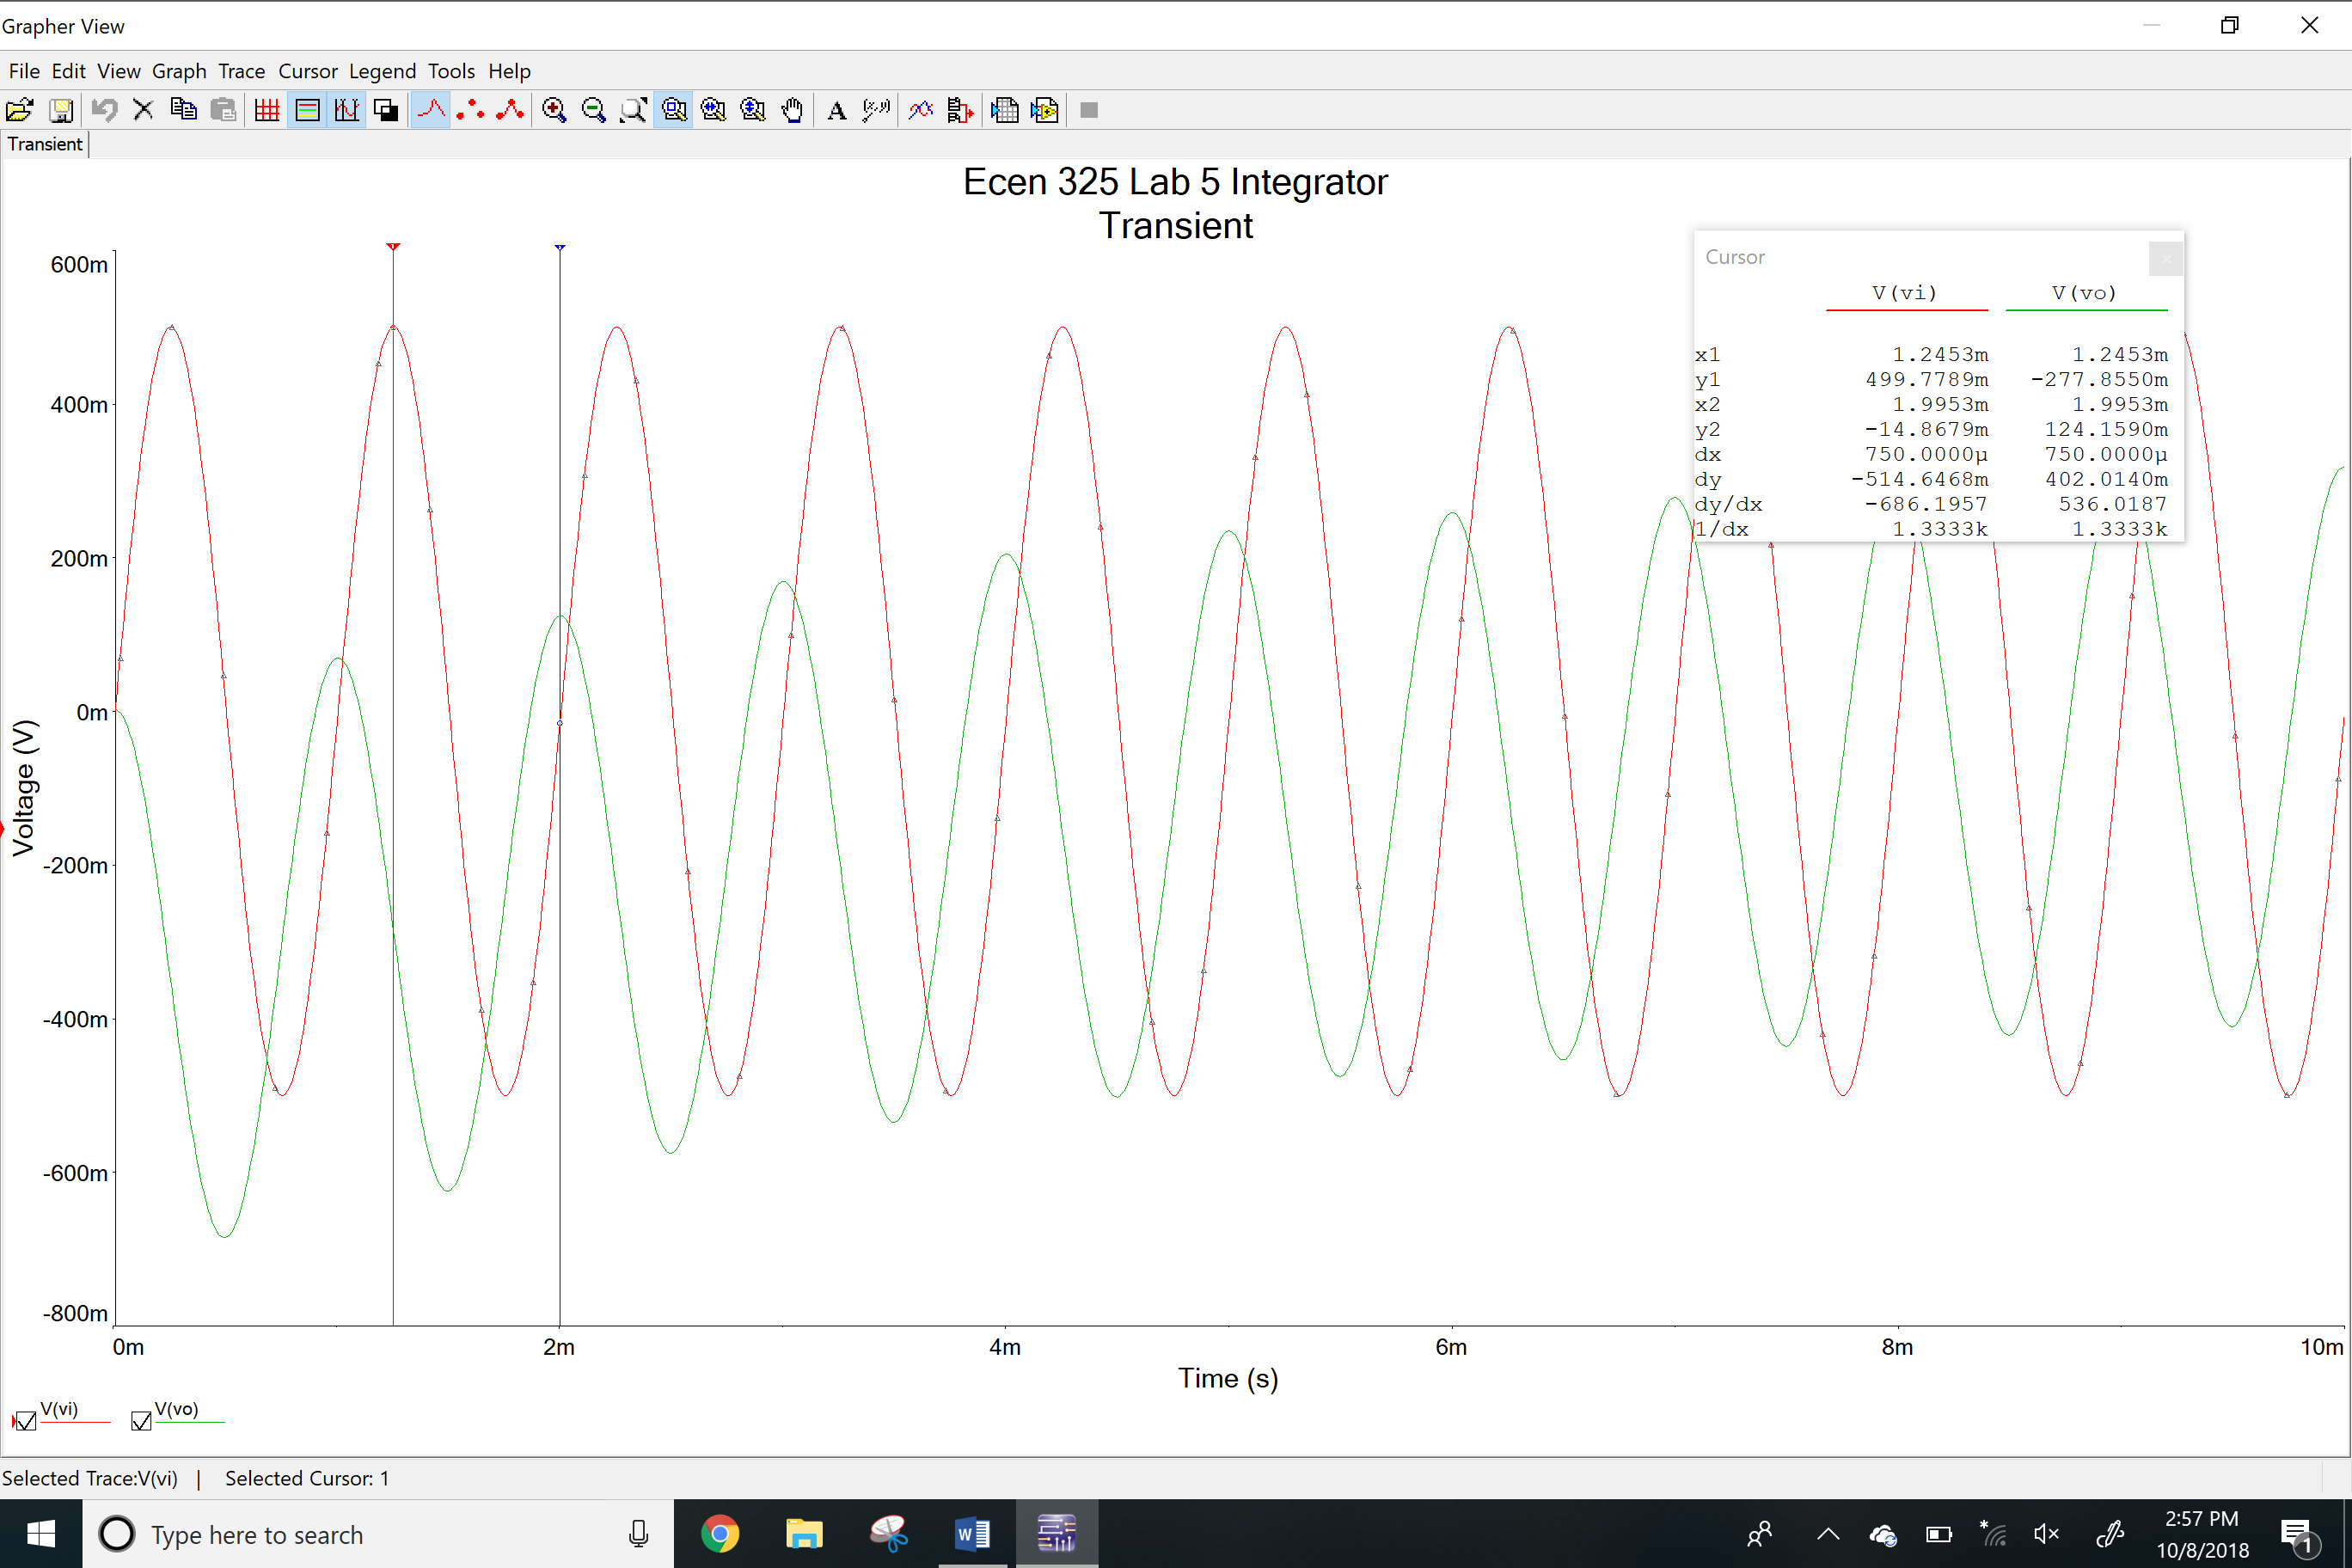 Grapher View
File Edit View Graph Trace Cursor Legend Tools Help
A (x,y)
Transient
Ecen 325 Lab 5 Integrator
Transient
Cursor
V(vi) V(vo)
x1 1.2453m 1.2453m
y1 499.7789m -277.8550m
x2 1.9953m 1.9953m
y2 -14.8679m 124.1590m
dx 750.0000µ 750.0000µ
dy -514.6468m 402.0140m
dy/dx -686.1957 536.0187
1/dx 1.3333k 1.3333k
600m
400m
200m
0m
-200m
-400m
-600m
-800m
Voltage (V)
0m 2m 4m 6m 8m 10m
Time (s)
V(vi) V(vo)
Selected Trace:V(vi) | Selected Cursor: 1
Type here to search
W
2:57 PM
10/8/2018
1